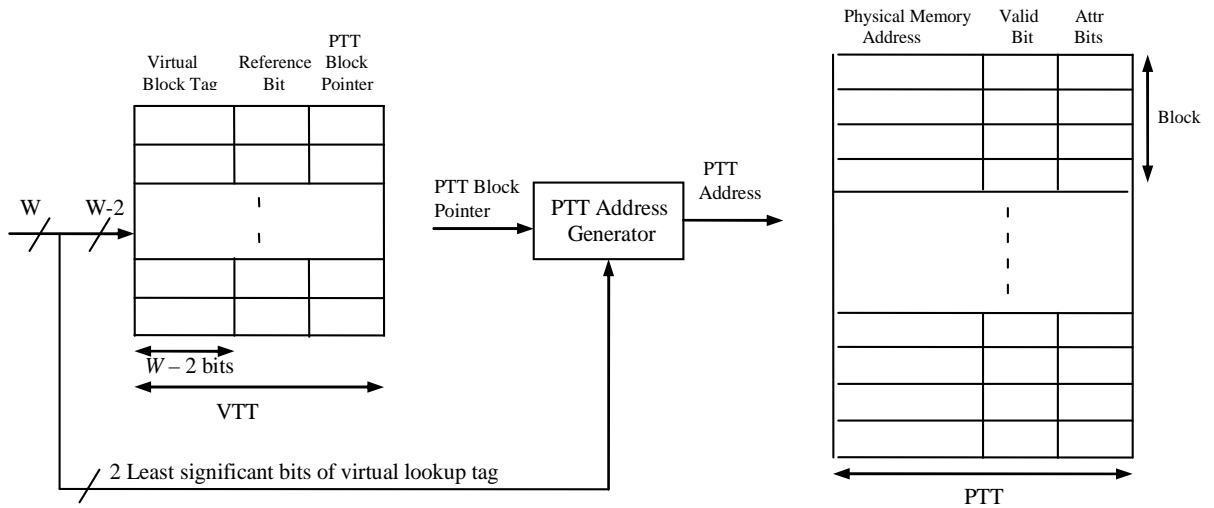 Virtual
Block Tag
Reference
Bit
PTT
Block
Pointer
W
W-2
W – 2 bits
VTT
2 Least significant bits of virtual lookup tag
PTT Block
Pointer
PTT Address
Generator
PTT
Address
Physical Memory
Address
Valid
Bit
Attr
Bits
Block
PTT